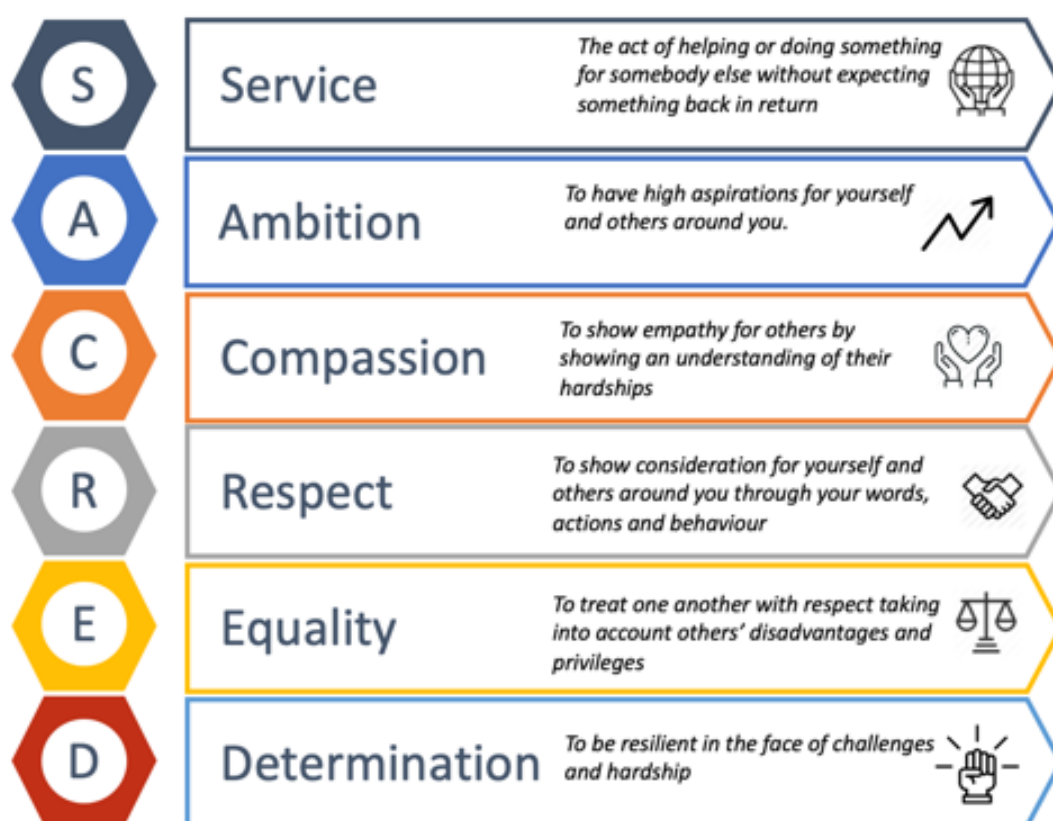 S
Service
The act of helping or doing something
for somebody else without expecting
something back in return
A
Ambition
To have high aspirations for yourself
and others around you.
C
Compassion
To show empathy for others by
showing an understanding of their
hardships
R
Respect
To show consideration for yourself and
others around you through your words,
actions and behaviour
E
Equality
To treat one another with respect taking
into account others’ disadvantages and
privileges
D
Determination
To be resilient in the face of challenges
and hardship